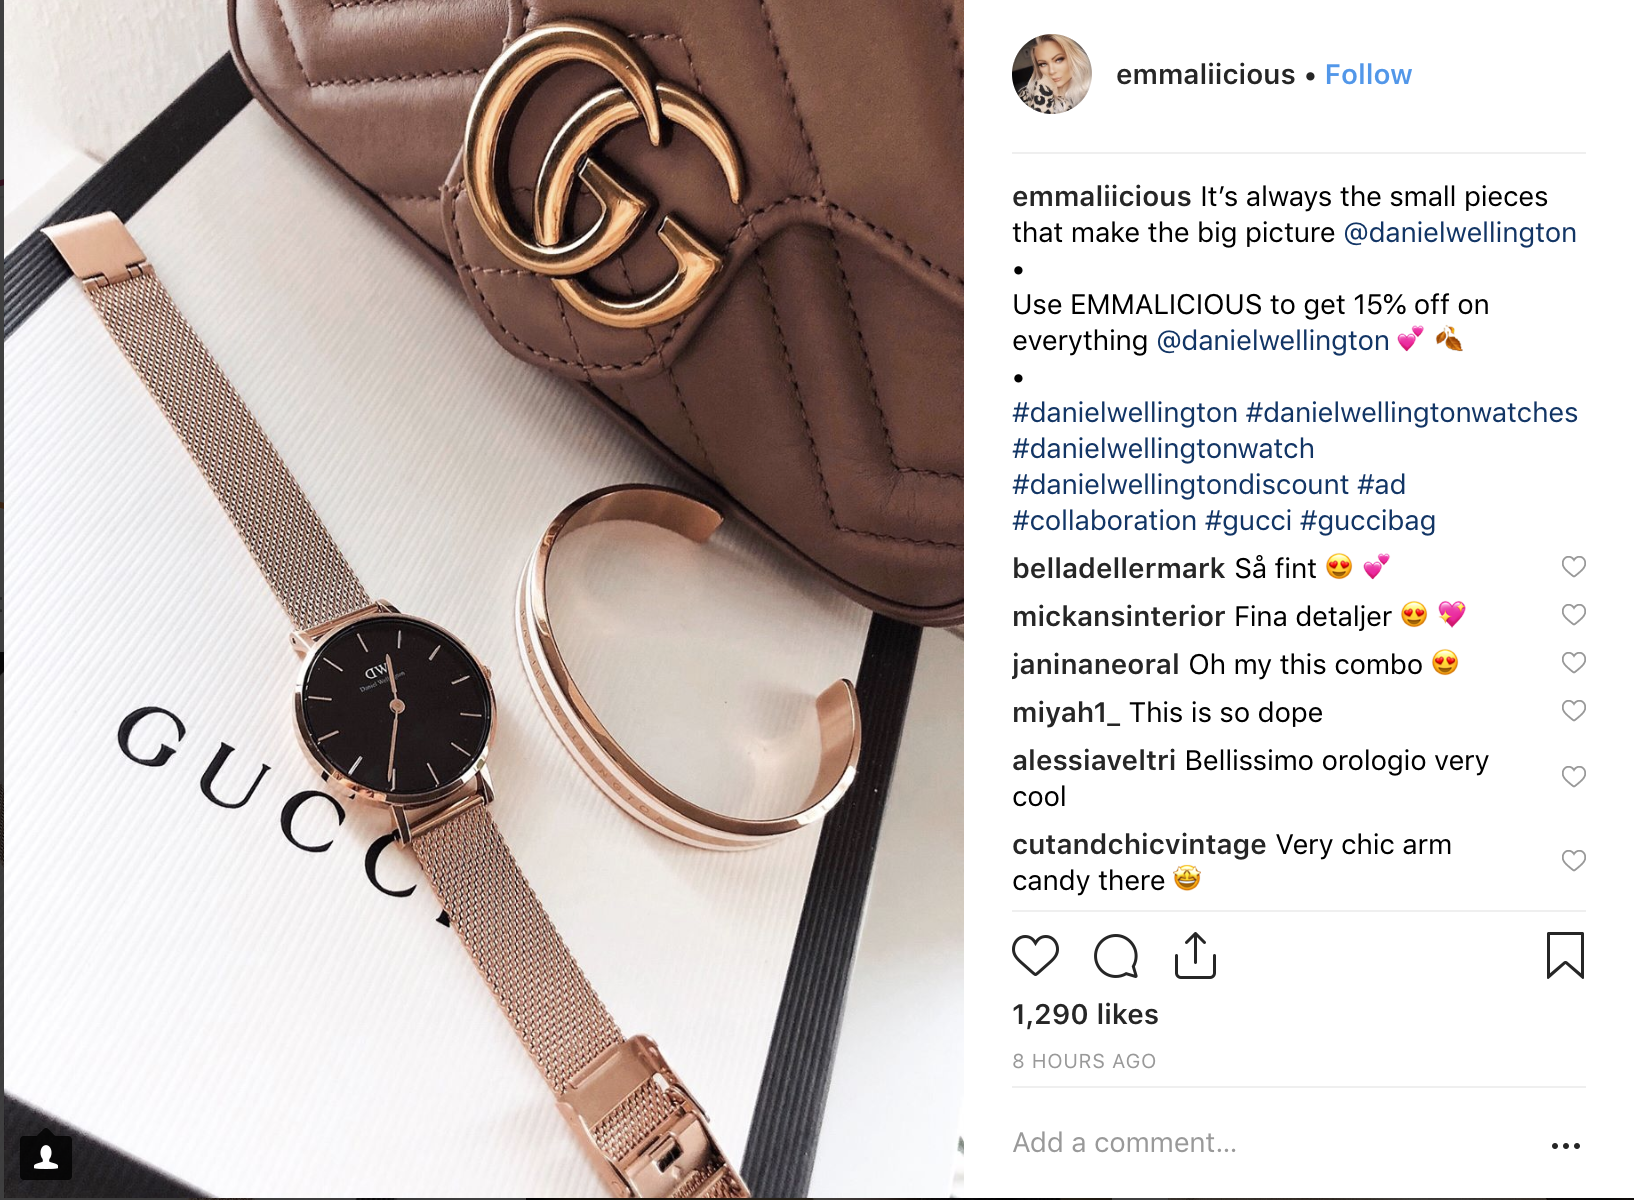 GUCCI
DW
Daniel Wellington
emmaliicious • Follow
emmaliicious It’s always the small pieces
that make the big picture @danielwellington
•
Use EMMALICIOUS to get 15% off on
everything @danielwellington 💕 🍂
•
#danielwellington #danielwellingtonwatches
#danielwellingtonwatch
#danielwellingtondiscount #ad
#collaboration #gucci #guccibag
belladellermark Så fint 😍 💕
mickansinterior Fina detaljer 😍 💖
janinaneoral Oh my this combo 😍
miyah1_ This is so dope
alessiaveltri Bellissimo orologio very
cool
cutandchicvintage Very chic arm
candy there 🤩
1,290 likes
8 HOURS AGO
Add a comment...